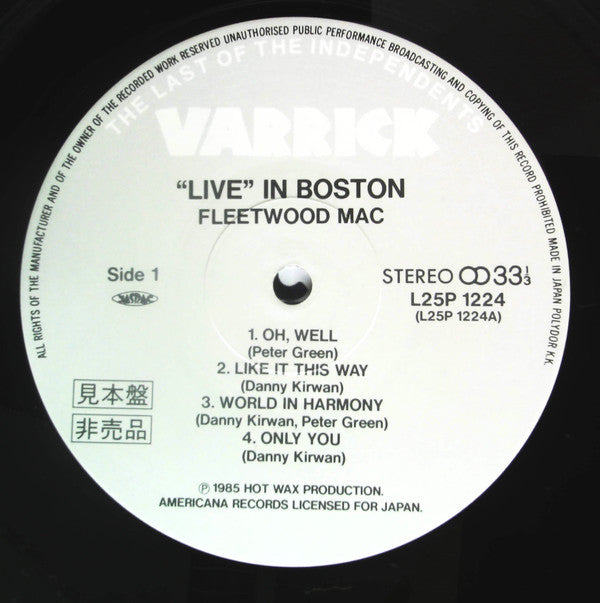 ALL RIGHTS OF THE MANUFACTURER AND OF THE OWNER OF THE RECORDED WORK RESERVED UNAUTHORISED PUBLIC PERFORMANCE BROADCASTING AND COPYING OF THIS RECORD PROHIBITED MADE IN JAPAN POLYDOR K.K.
THE LAST OF THE INDEPENDENTS
VARRICK
“LIVE” IN BOSTON
FLEETWOOD MAC
Side 1
STEREO 33⅓
L25P 1224
(L25P 1224A)
1. OH, WELL
(Peter Green)
2. LIKE IT THIS WAY
(Danny Kirwan)
3. WORLD IN HARMONY
(Danny Kirwan, Peter Green)
4. ONLY YOU
(Danny Kirwan)
見本盤
非売品
℗ 1985 HOT WAX PRODUCTION.
AMERICANA RECORDS LICENSED FOR JAPAN.